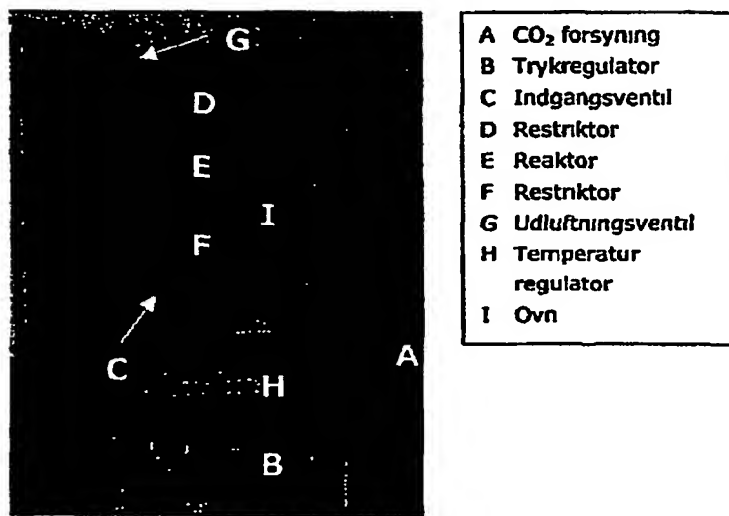 G
D
E
I
F
C
A
H
B
A CO₂ forsyning
B Trykregulator
C Indgangsventil
D Restriktor
E Reaktor
F Restriktor
G Udluftningsventil
H Temperatur
regulator
I Ovn